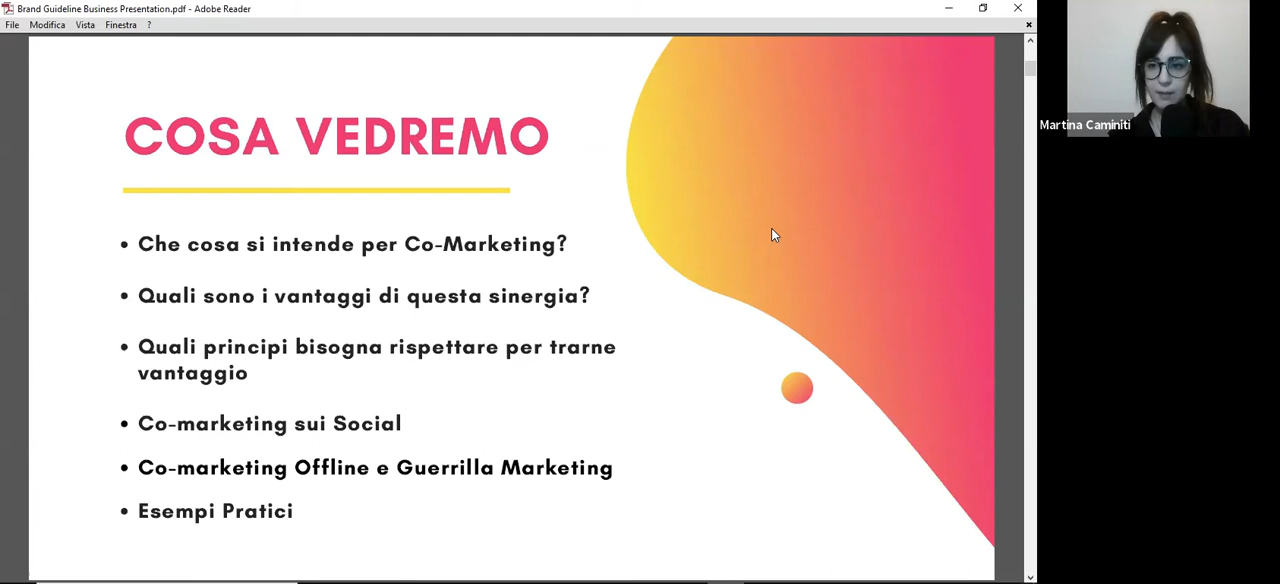 Brand Guideline Business Presentation.pdf - Adobe Reader
File Modifica Vista Finestra ?
COSA VEDREMO
• Che cosa si intende per Co-Marketing?
• Quali sono i vantaggi di questa sinergia?
• Quali principi bisogna rispettare per trarne
vantaggio
• Co-marketing sui Social
• Co-marketing Offline e Guerrilla Marketing
• Esempi Pratici
Martina Caminiti